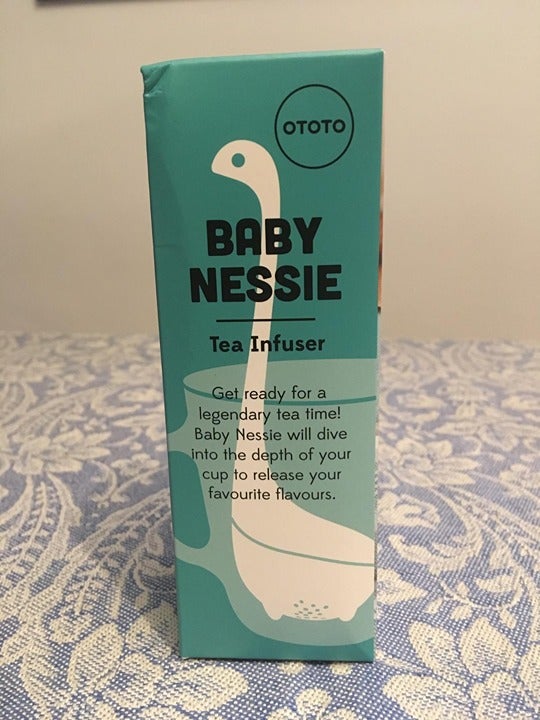 OTOTO
BABY
NESSIE
Tea Infuser
Get ready for a
legendary tea time!
Baby Nessie will dive
into the depth of your
cup to release your
favourite flavours.